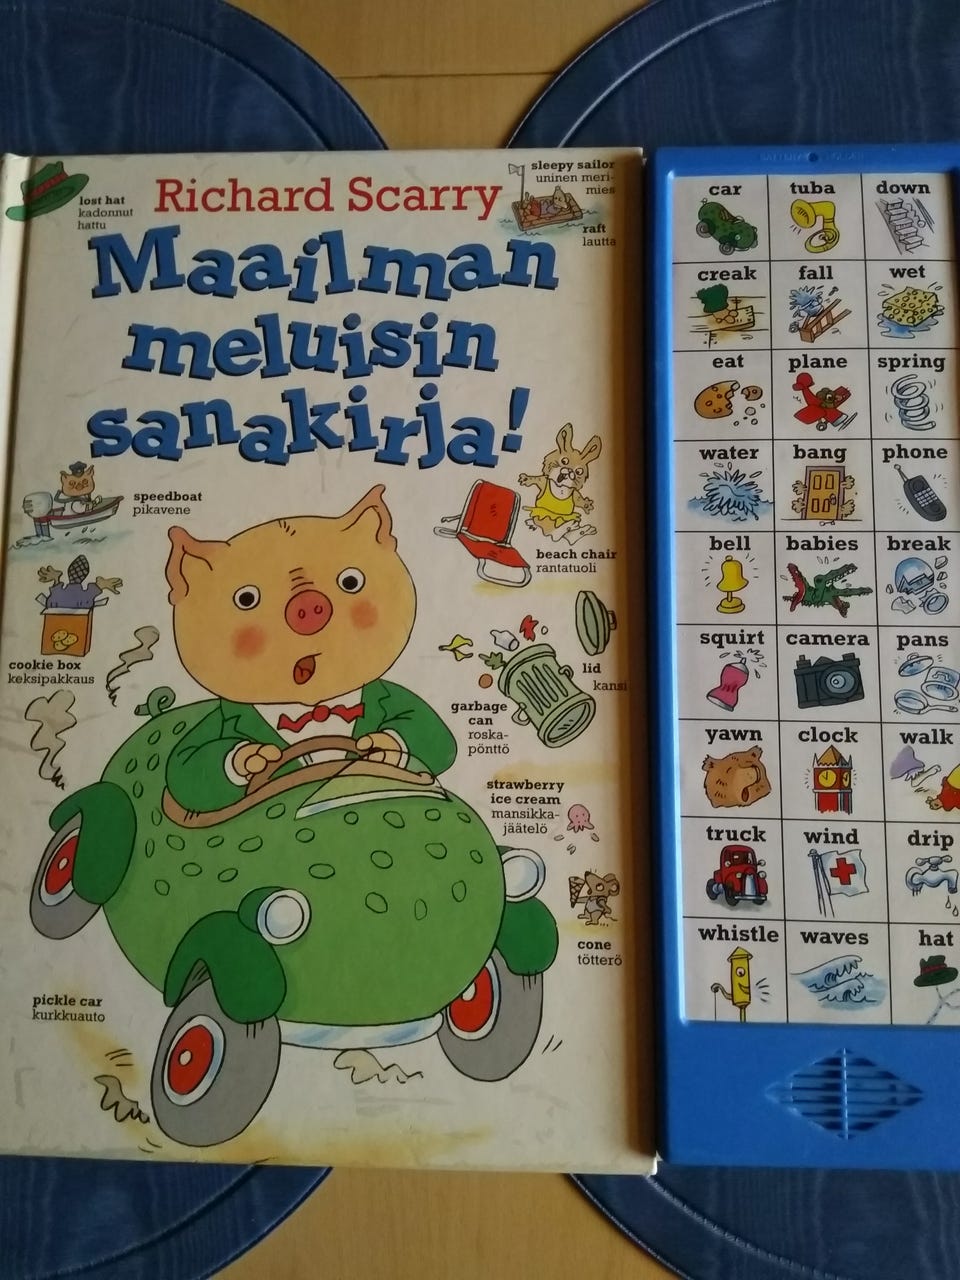 lost hat
kadonnut
hattu
Richard Scarry
sleepy sailor
uninen meri-
mies
raft
lautta
Maailman
meluisin
sanakirja!
speedboat
pikavene
beach chair
rantatuoli
cookie box
keksipakkaus
lid
kansi
garbage
can
roska-
pönttö
strawberry
ice cream
mansikka-
jäätelö
cone
tötterö
pickle car
kurkkuauto
car tuba down
creak fall wet
eat plane spring
water bang phone
bell babies break
squirt camera pans
yawn clock walk
truck wind drip
whistle waves hat